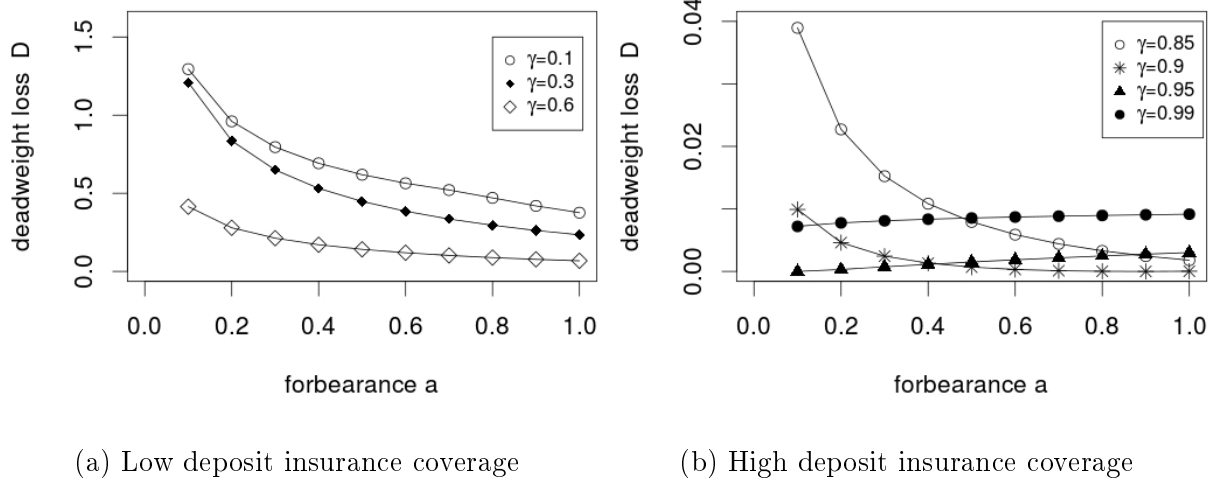 deadweight loss D
1.5
1.0
0.5
0.0
γ=0.1
γ=0.3
γ=0.6
0.0 0.2 0.4 0.6 0.8 1.0
forbearance a
(a) Low deposit insurance coverage
deadweight loss D
0.04
0.02
0.00
γ=0.85
γ=0.9
γ=0.95
γ=0.99
0.0 0.2 0.4 0.6 0.8 1.0
forbearance a
(b) High deposit insurance coverage